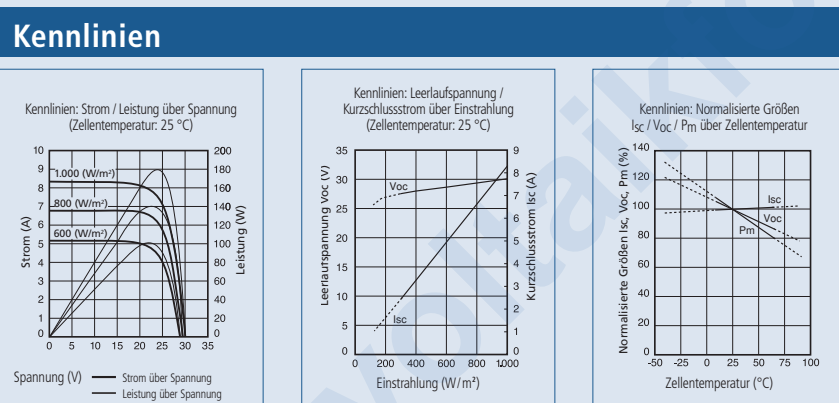 Kennlinien
Kennlinien: Strom / Leistung über Spannung
(Zellentemperatur: 25 °C)
10
9
8
7
6
5
4
3
2
1
0
Strom (A)
1.000 (W/m²)
800 (W/m²)
600 (W/m²)
200
180
160
140
120
100
80
60
40
20
0
Leistung (W)
0 5 10 15 20 25 30 35
Spannung (V)
Strom über Spannung
Leistung über Spannung
Kennlinien: Leerlaufspannung /
Kurzschlussstrom über Einstrahlung
(Zellentemperatur: 25 °C)
35
30
25
20
15
10
5
0
Leerlaufspannung Voc (V)
Voc
Isc
9
8
7
6
5
4
3
2
1
0
Kurzschlussstrom Isc (A)
0 200 400 600 800 1.000
Einstrahlung (W/m²)
Kennlinien: Normalisierte Größen
Isc / Voc / Pm über Zellentemperatur
140
120
100
80
60
40
20
0
Normalisierte Größen Isc, Voc, Pm (%)
Isc
Voc
Pm
-50 -25 0 25 50 75 100
Zellentemperatur (°C)